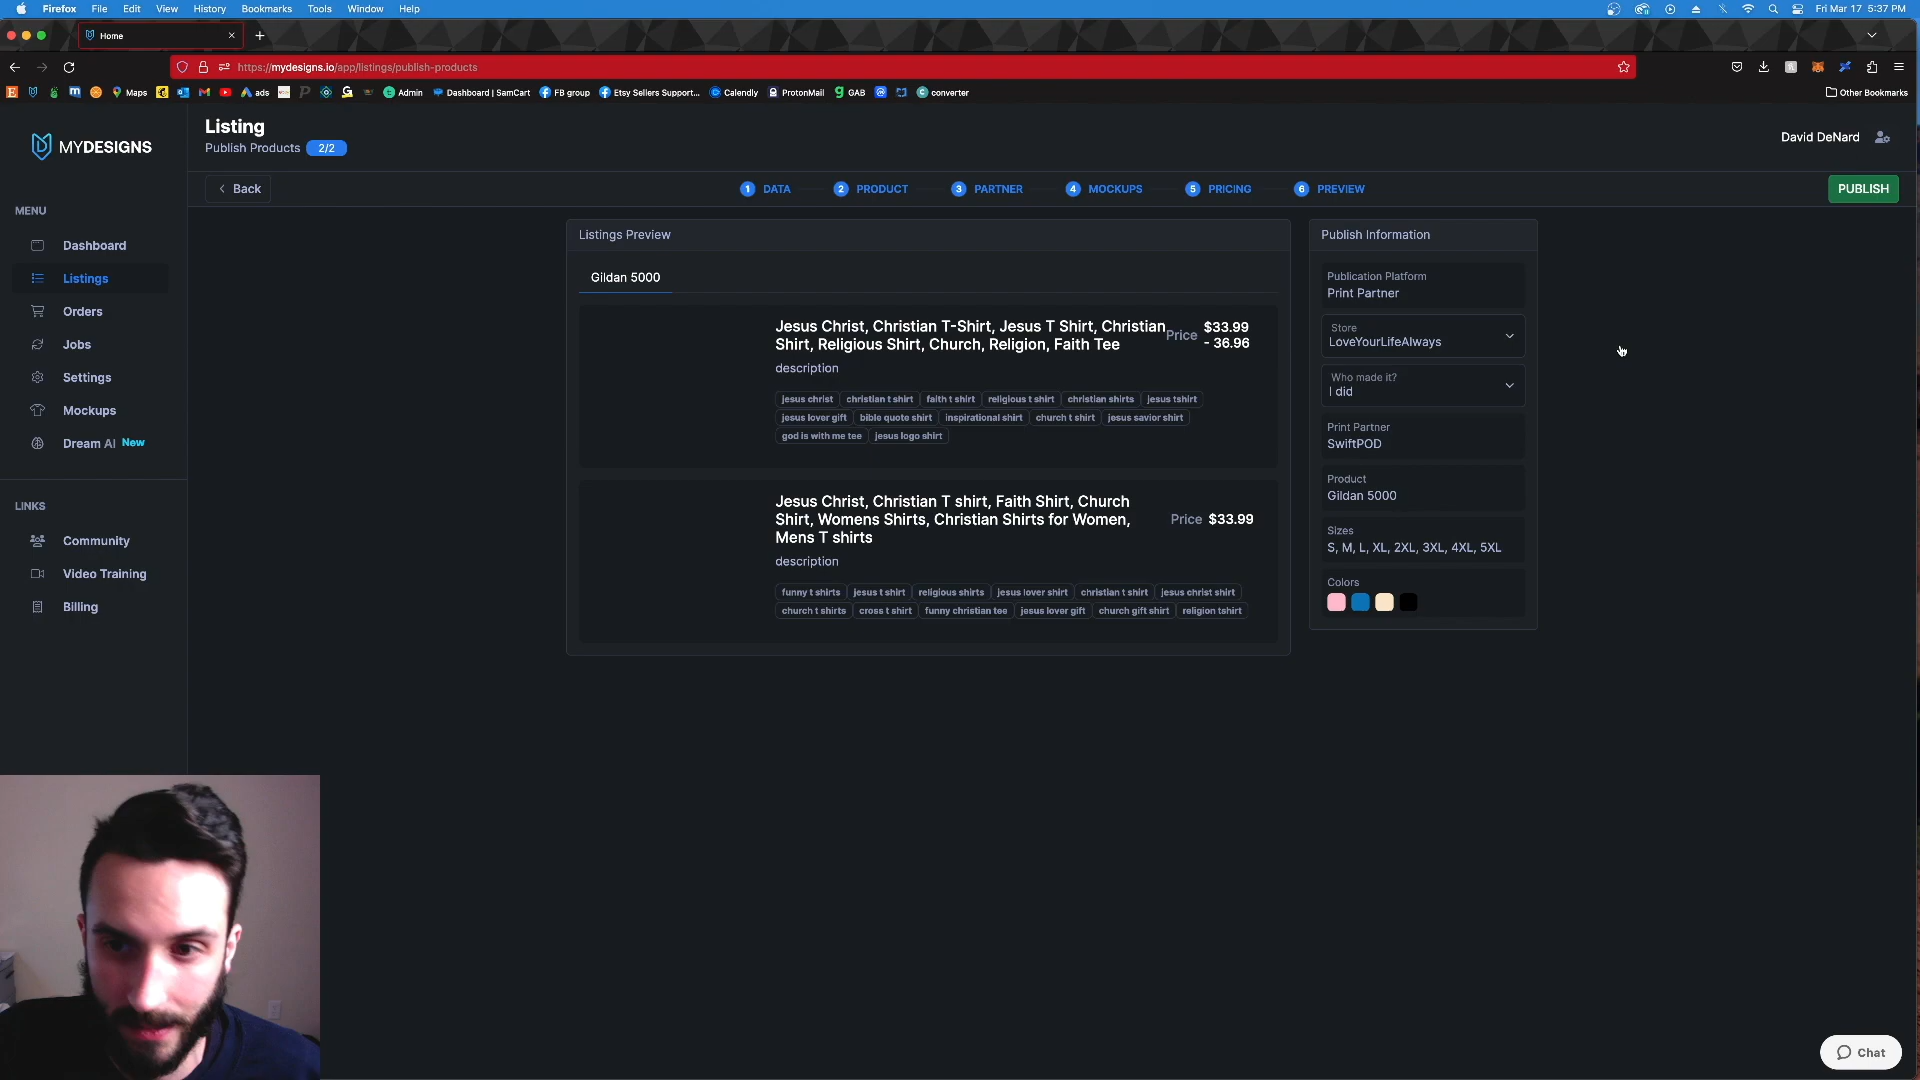 Firefox File Edit View History Bookmarks Tools Window Help
Fri Mar 17 5:37 PM
Home
https://mydesigns.io/app/listings/publish-products
Maps
ads
Admin
Dashboard | SamCart
FB group
Etsy Sellers Support...
Calendly
ProtonMail
GAB
converter
Other Bookmarks
MYDESIGNS
Listing
Publish Products 2/2
David DeNard
Back
1 DATA
2 PRODUCT
3 PARTNER
4 MOCKUPS
5 PRICING
6 PREVIEW
PUBLISH
MENU
Dashboard
Listings
Orders
Jobs
Settings
Mockups
Dream AI New
LINKS
Community
Video Training
Billing
Listings Preview
Gildan 5000
Jesus Christ, Christian T-Shirt, Jesus T Shirt, Christian
Shirt, Religious Shirt, Church, Religion, Faith Tee
Price $33.99
- 36.96
description
jesus christ christian t shirt faith t shirt religious t shirt christian shirts jesus tshirt
jesus lover gift bible quote shirt inspirational shirt church t shirt jesus savior shirt
god is with me tee jesus logo shirt
Jesus Christ, Christian T shirt, Faith Shirt, Church
Shirt, Womens Shirts, Christian Shirts for Women,
Mens T shirts
Price $33.99
description
funny t shirts jesus t shirt religious shirts jesus lover shirt christian t shirt jesus christ shirt
church t shirts cross t shirt funny christian tee jesus lover gift church gift shirt religion tshirt
Publish Information
Publication Platform
Print Partner
Store
LoveYourLifeAlways
Who made it?
I did
Print Partner
SwiftPOD
Product
Gildan 5000
Sizes
S, M, L, XL, 2XL, 3XL, 4XL, 5XL
Colors
Chat